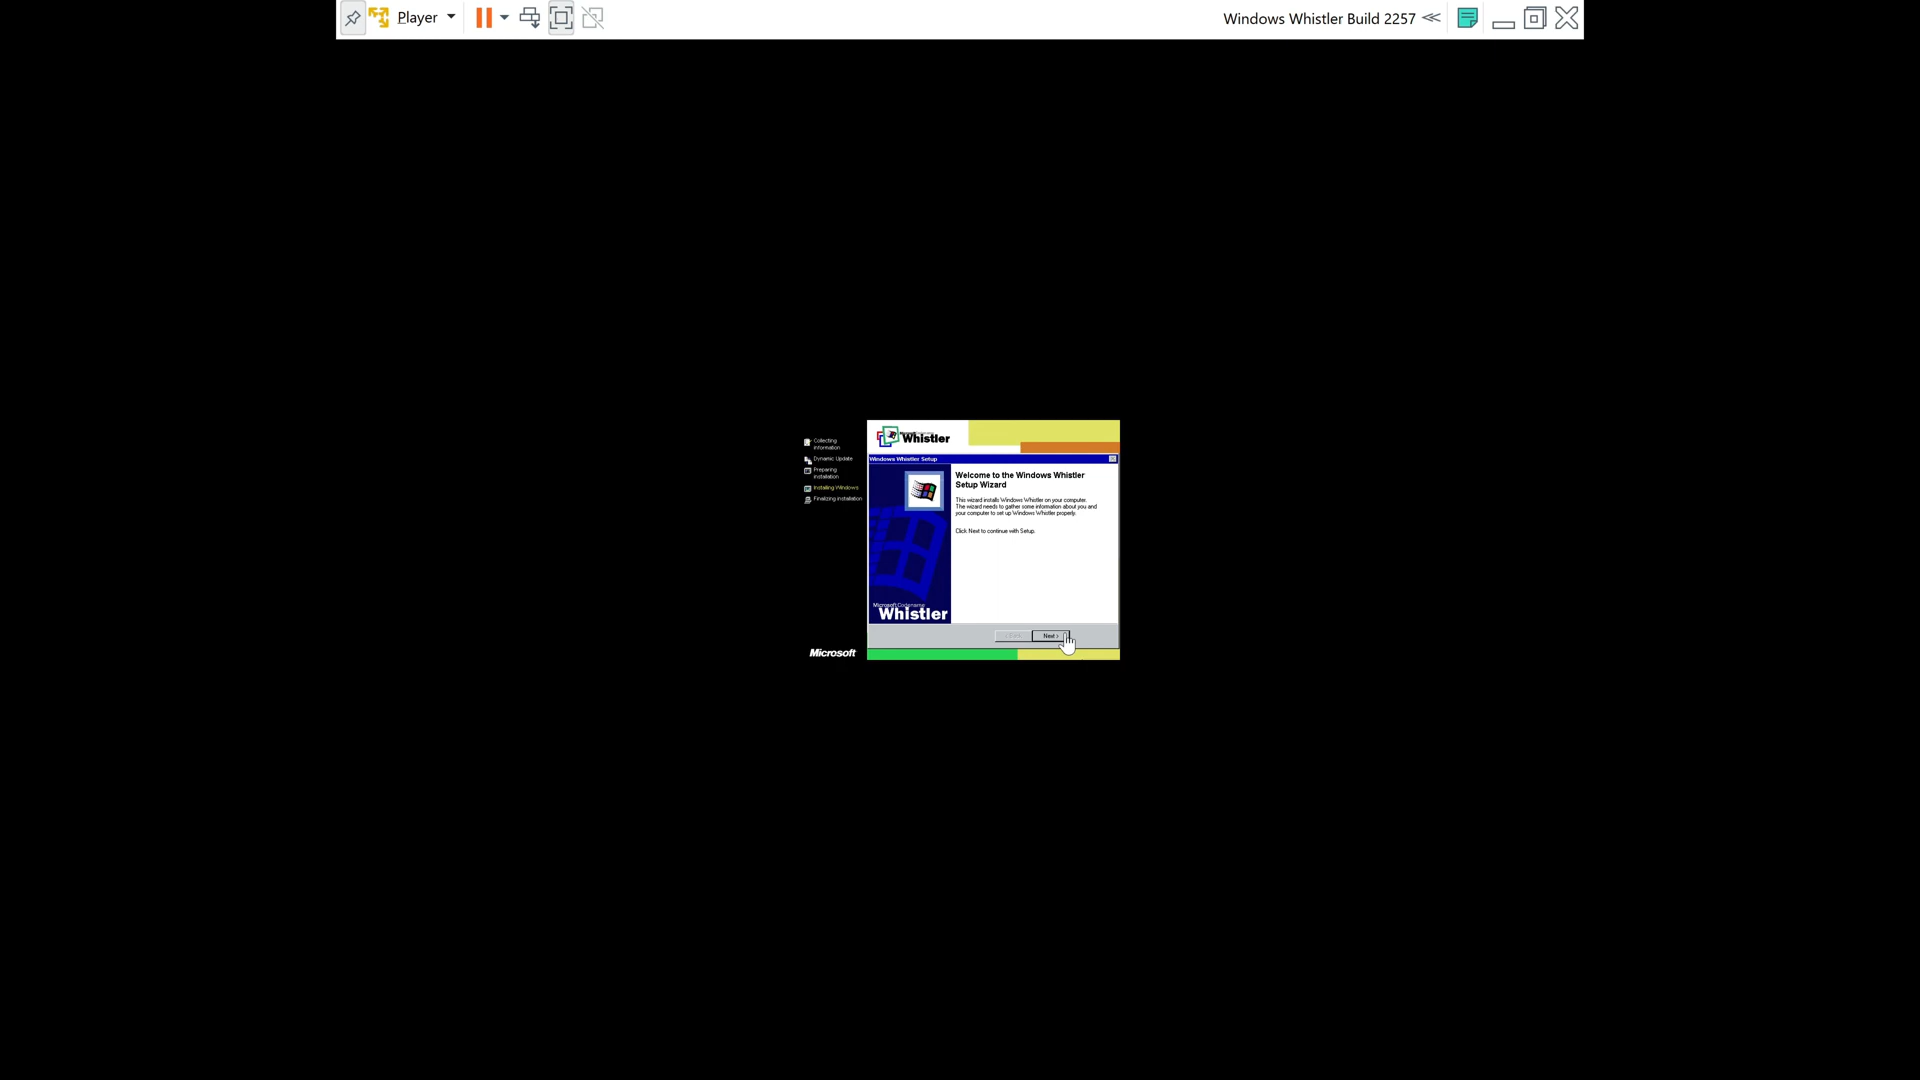 Player
Windows Whistler Build 2257
Collecting
information
Dynamic Update
Preparing
installation
Installing Windows
Finalizing installation
Microsoft
Whistler
Windows Whistler Setup
Welcome to the Windows Whistler
Setup Wizard
This wizard installs Windows Whistler on your computer.
The wizard needs to gather some information about you and
your computer to set up Windows Whistler properly.
Click Next to continue with Setup.
Microsoft Codename
Whistler
Next >